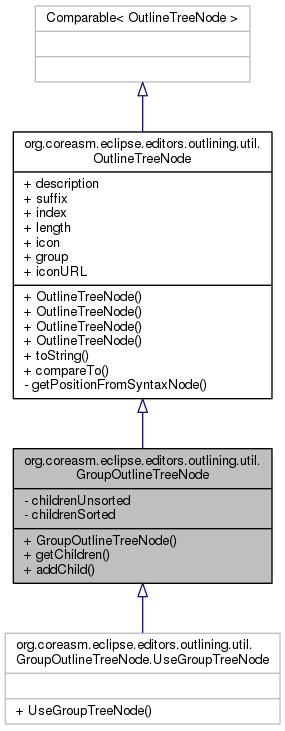 Comparable< OutlineTreeNode >
org.coreasm.eclipse.editors.outlining.util.
OutlineTreeNode
+ description
+ suffix
+ index
+ length
+ icon
+ group
+ iconURL
+ OutlineTreeNode()
+ OutlineTreeNode()
+ OutlineTreeNode()
+ OutlineTreeNode()
+ toString()
+ compareTo()
- getPositionFromSyntaxNode()
org.coreasm.eclipse.editors.outlining.util.
GroupOutlineTreeNode
- childrenUnsorted
- childrenSorted
+ GroupOutlineTreeNode()
+ getChildren()
+ addChild()
org.coreasm.eclipse.editors.outlining.util.
GroupOutlineTreeNode.UseGroupTreeNode
+ UseGroupTreeNode()